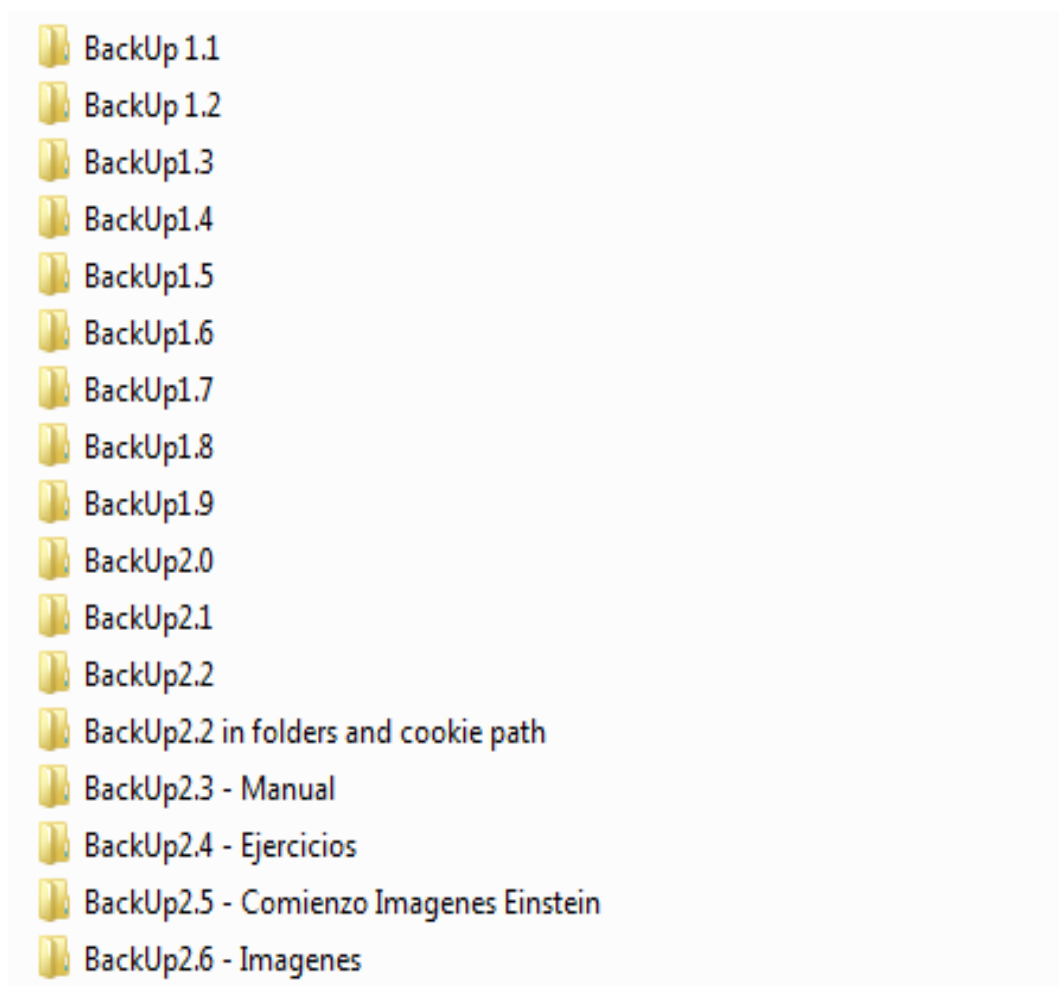 BackUp 1.1
BackUp 1.2
BackUp1.3
BackUp1.4
BackUp1.5
BackUp1.6
BackUp1.7
BackUp1.8
BackUp1.9
BackUp2.0
BackUp2.1
BackUp2.2
BackUp2.2 in folders and cookie path
BackUp2.3 - Manual
BackUp2.4 - Ejercicios
BackUp2.5 - Comienzo Imagenes Einstein
BackUp2.6 - Imagenes